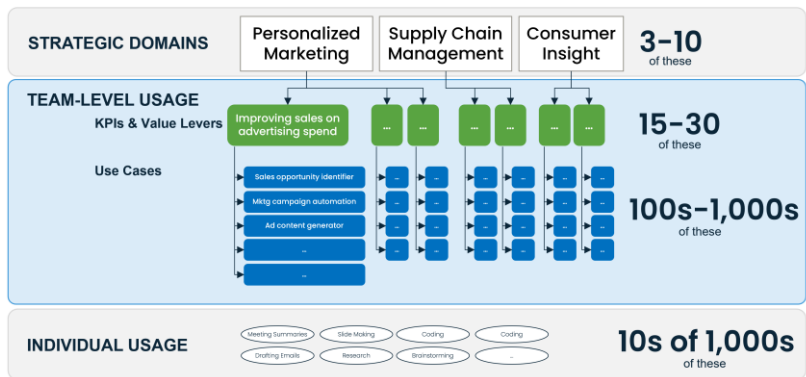 STRATEGIC DOMAINS
Personalized
Marketing
Supply Chain
Management
Consumer
Insight
3-10
of these
TEAM-LEVEL USAGE
KPIs & Value Levers
Improving sales on
advertising spend
...
...
...
...
...
...
15-30
of these
Use Cases
Sales opportunity identifier
...
...
...
...
...
...
Mktg campaign automation
...
...
...
...
...
...
Ad content generator
...
...
...
...
...
...
...
...
...
...
...
...
...
...
100s-1,000s
of these
INDIVIDUAL USAGE
Meeting Summaries
Slide Making
Coding
Coding
Drafting Emails
Research
Brainstorming
...
10s of 1,000s
of these